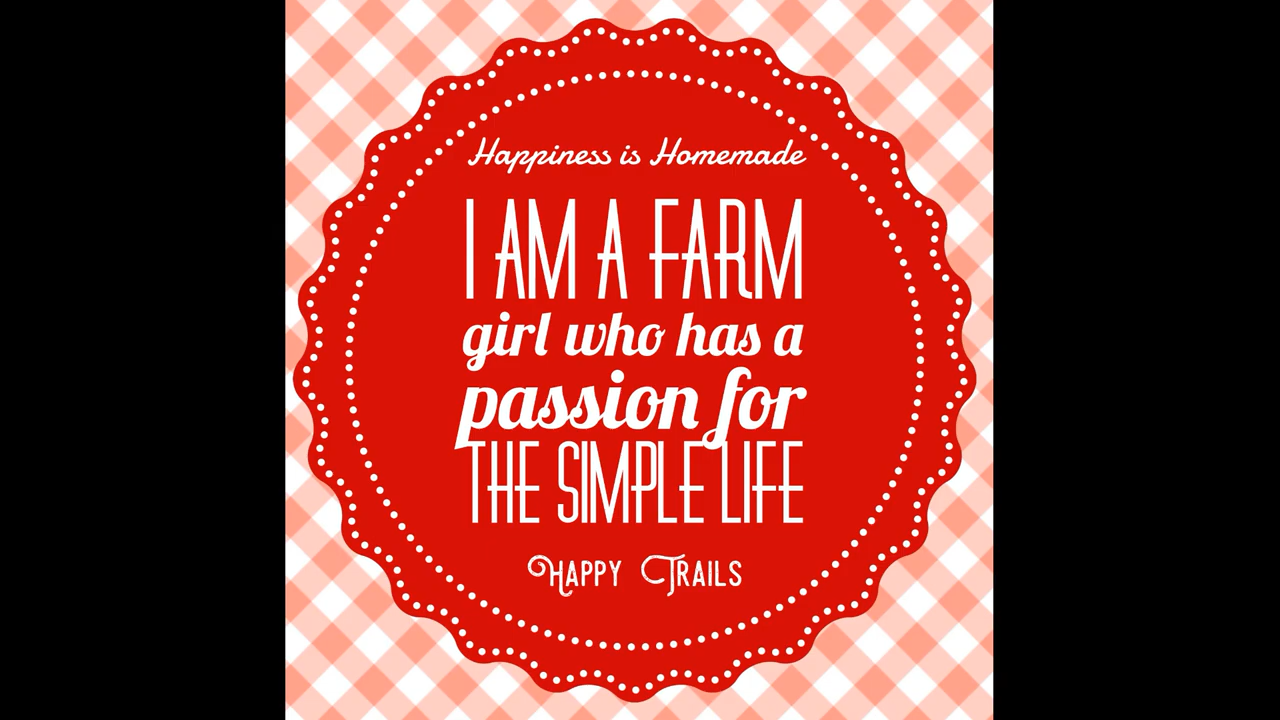 Happiness is Homemade
I AM A FARM
girl who has a
passion for
THE SIMPLE LIFE
HAPPY TRAILS